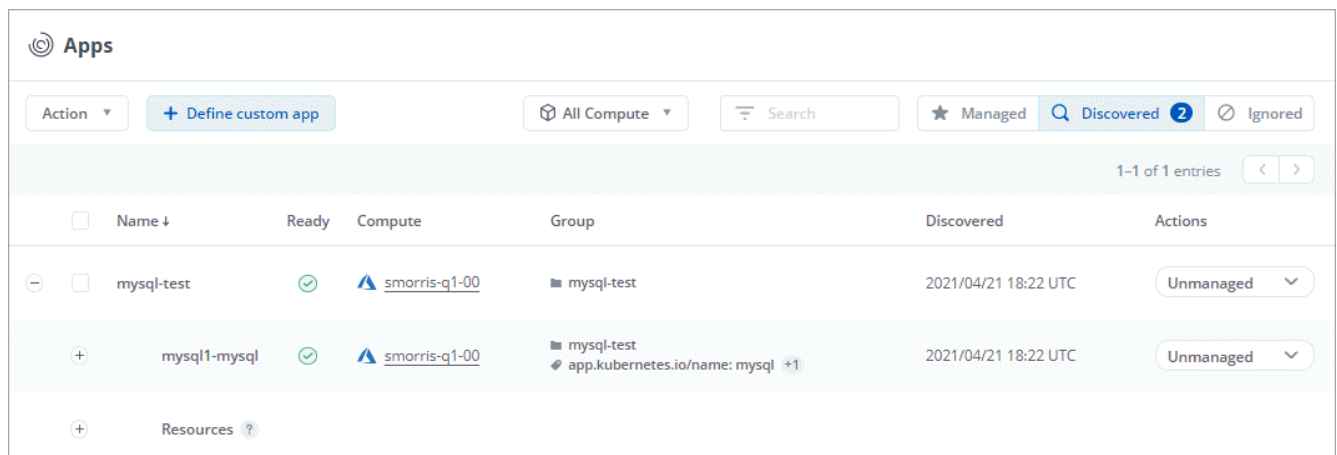 Apps
Action + Define custom app All Compute Search Managed Discovered 2 Ignored
1–1 of 1 entries < >
Name ↓ Ready Compute Group Discovered Actions
mysql-test smorris-q1-00 mysql-test 2021/04/21 18:22 UTC Unmanaged
mysql1-mysql smorris-q1-00 mysql-test 2021/04/21 18:22 UTC Unmanaged
app.kubernetes.io/name: mysql +1
Resources ?